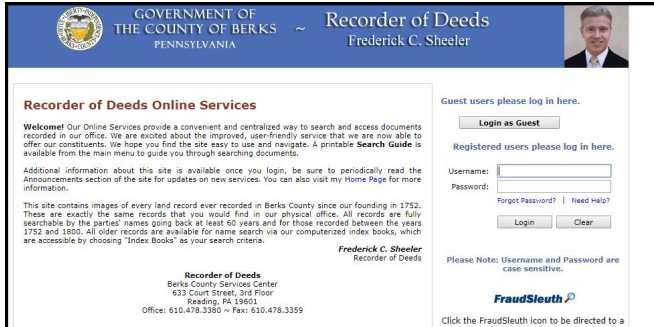 GOVERNMENT OF
THE COUNTY OF BERKS
PENNSYLVANIA
~
Recorder of Deeds
Frederick C. Sheeler
Recorder of Deeds Online Services
Welcome! Our Online Services provide a convenient and centralized way to search and access documents
recorded in our office. We are excited about the improved, user-friendly service that we are now able to
offer our constituents. We hope you find the site easy to use and navigate. A printable Search Guide is
available from the main menu to guide you through searching documents.
Additional information about this site is available once you login, be sure to periodically read the
Announcements section of the site for updates on new services. You can also visit my Home Page for more
information.
This site contains images of every land record ever recorded in Berks County since our founding in 1752.
These are exactly the same records that you would find in our physical office. All records are fully
searchable by the parties' names going back at least 60 years and for those recorded between the years
1752 and 1800. All older records are available for name search via our computerized index books, which
are accessible by choosing "Index Books" as your search criteria.
Frederick C. Sheeler
Recorder of Deeds
Recorder of Deeds
Berks County Services Center
633 Court Street, 3rd Floor
Reading, PA 19601
Office: 610.478.3380 ~ Fax: 610.478.3359
Guest users please log in here.
Login as Guest
Registered users please log in here.
Username:
Password:
Forgot Password? | Need Help?
Login Clear
Please Note: Username and Password are
case sensitive.
FraudSleuth
Click the FraudSleuth icon to be directed to a